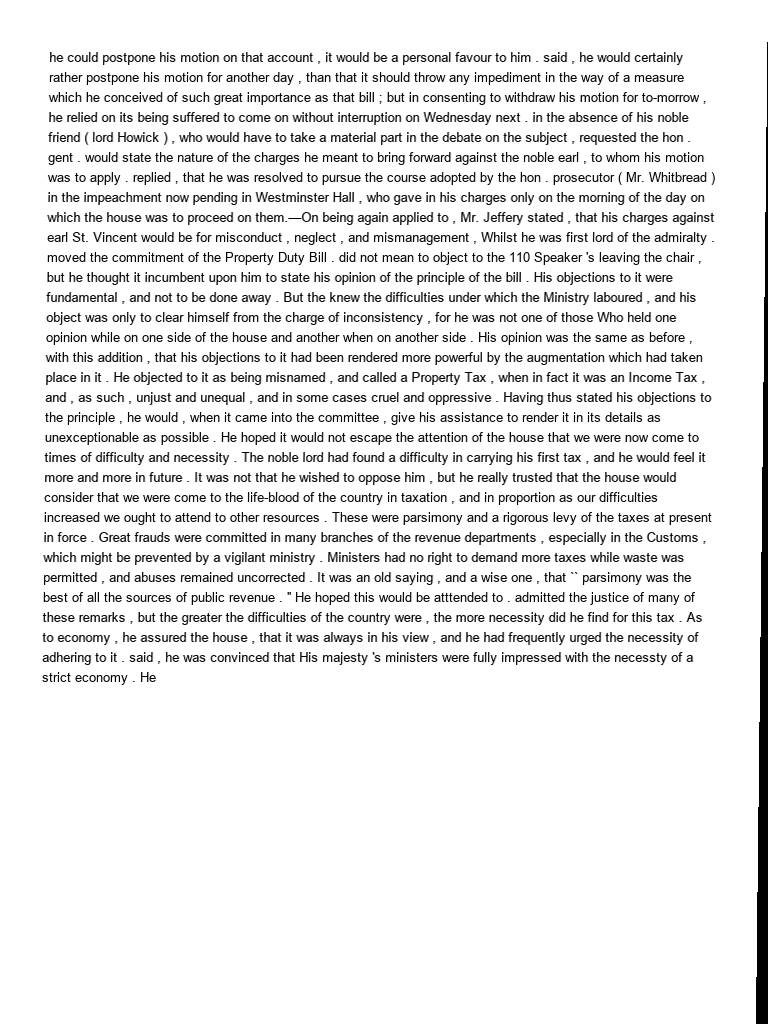 he could postpone his motion on that account , it would be a personal favour to him . said , he would certainly
rather postpone his motion for another day , than that it should throw any impediment in the way of a measure
which he conceived of such great importance as that bill ; but in consenting to withdraw his motion for to-morrow ,
he relied on its being suffered to come on without interruption on Wednesday next . in the absence of his noble
friend ( lord Howick ) , who would have to take a material part in the debate on the subject , requested the hon .
gent . would state the nature of the charges he meant to bring forward against the noble earl , to whom his motion
was to apply . replied , that he was resolved to pursue the course adopted by the hon . prosecutor ( Mr. Whitbread )
in the impeachment now pending in Westminster Hall , who gave in his charges only on the morning of the day on
which the house was to proceed on them.—On being again applied to , Mr. Jeffery stated , that his charges against
earl St. Vincent would be for misconduct , neglect , and mismanagement , Whilst he was first lord of the admiralty .
moved the commitment of the Property Duty Bill . did not mean to object to the 110 Speaker 's leaving the chair ,
but he thought it incumbent upon him to state his opinion of the principle of the bill . His objections to it were
fundamental , and not to be done away . But the knew the difficulties under which the Ministry laboured , and his
object was only to clear himself from the charge of inconsistency , for he was not one of those Who held one
opinion while on one side of the house and another when on another side . His opinion was the same as before ,
with this addition , that his objections to it had been rendered more powerful by the augmentation which had taken
place in it . He objected to it as being misnamed , and called a Property Tax , when in fact it was an Income Tax ,
and , as such , unjust and unequal , and in some cases cruel and oppressive . Having thus stated his objections to
the principle , he would , when it came into the committee , give his assistance to render it in its details as
unexceptionable as possible . He hoped it would not escape the attention of the house that we were now come to
times of difficulty and necessity . The noble lord had found a difficulty in carrying his first tax , and he would feel it
more and more in future . It was not that he wished to oppose him , but he really trusted that the house would
consider that we were come to the life-blood of the country in taxation , and in proportion as our difficulties
increased we ought to attend to other resources . These were parsimony and a rigorous levy of the taxes at present
in force . Great frauds were committed in many branches of the revenue departments , especially in the Customs ,
which might be prevented by a vigilant ministry . Ministers had no right to demand more taxes while waste was
permitted , and abuses remained uncorrected . It was an old saying , and a wise one , that `` parsimony was the
best of all the sources of public revenue . " He hoped this would be atttended to . admitted the justice of many of
these remarks , but the greater the difficulties of the country were , the more necessity did he find for this tax . As
to economy , he assured the house , that it was always in his view , and he had frequently urged the necessity of
adhering to it . said , he was convinced that His majesty 's ministers were fully impressed with the necessty of a
strict economy . He